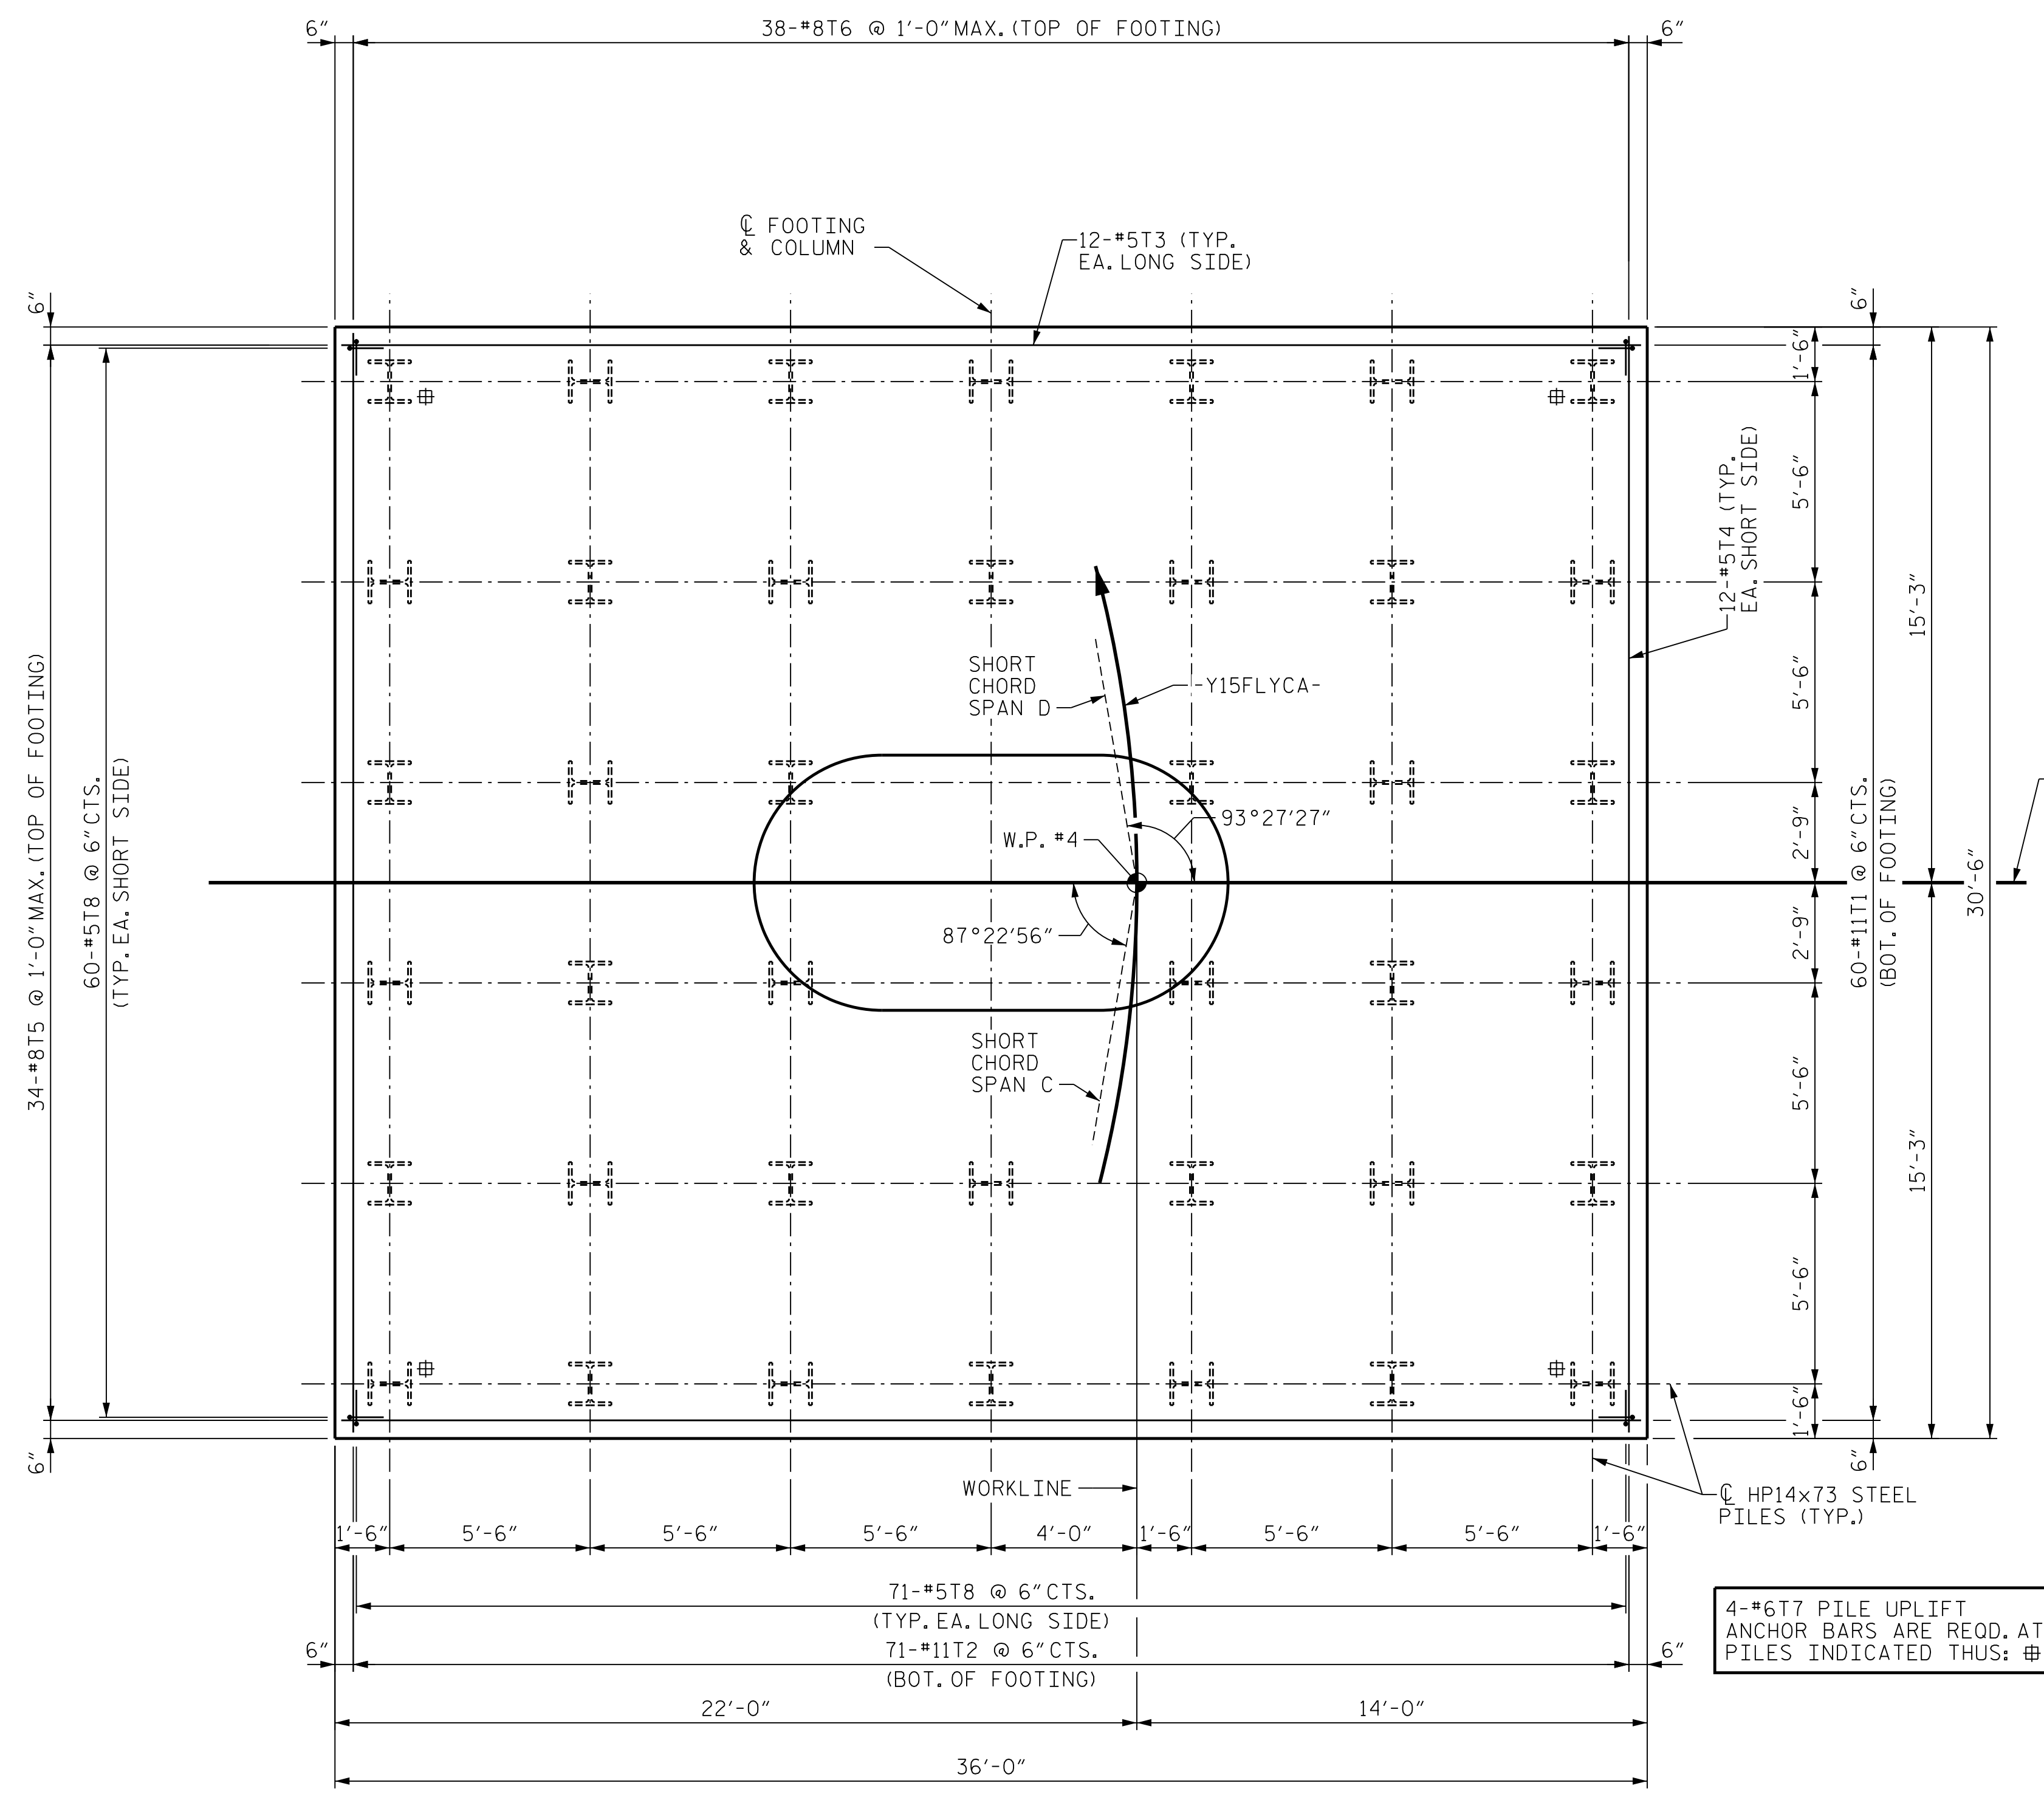 6″
38-#8T6 @ 1′-0″MAX.(TOP OF FOOTING)
6″
℄ FOOTING
& COLUMN
12-#5T3 (TYP.
EA.LONG SIDE)
6″
34-#8T5 @ 1′-0″MAX.(TOP OF FOOTING)
6″
60-#5T8 @ 6″CTS.
(TYP.EA.SHORT SIDE)
SHORT
CHORD
SPAN D
-Y15FLYCA-
93°27′27″
W.P. #4
87°22′56″
SHORT
CHORD
SPAN C
12-#5T4 (TYP.
EA.SHORT SIDE)
1′-6″
5′-6″
5′-6″
2′-9″
2′-9″
5′-6″
5′-6″
1′-6″
6″
60-#11T1 @ 6″CTS.
(BOT.OF FOOTING)
6″
15′-3″
15′-3″
30′-6″
WORKLINE
℄ HP14x73 STEEL
PILES (TYP.)
1′-6″
5′-6″
5′-6″
5′-6″
4′-0″
1′-6″
5′-6″
5′-6″
1′-6″
71-#5T8 @ 6″CTS.
(TYP.EA.LONG SIDE)
6″
71-#11T2 @ 6″CTS.
(BOT.OF FOOTING)
6″
22′-0″
14′-0″
36′-0″
4-#6T7 PILE UPLIFT
ANCHOR BARS ARE REQD.AT
PILES INDICATED THUS: